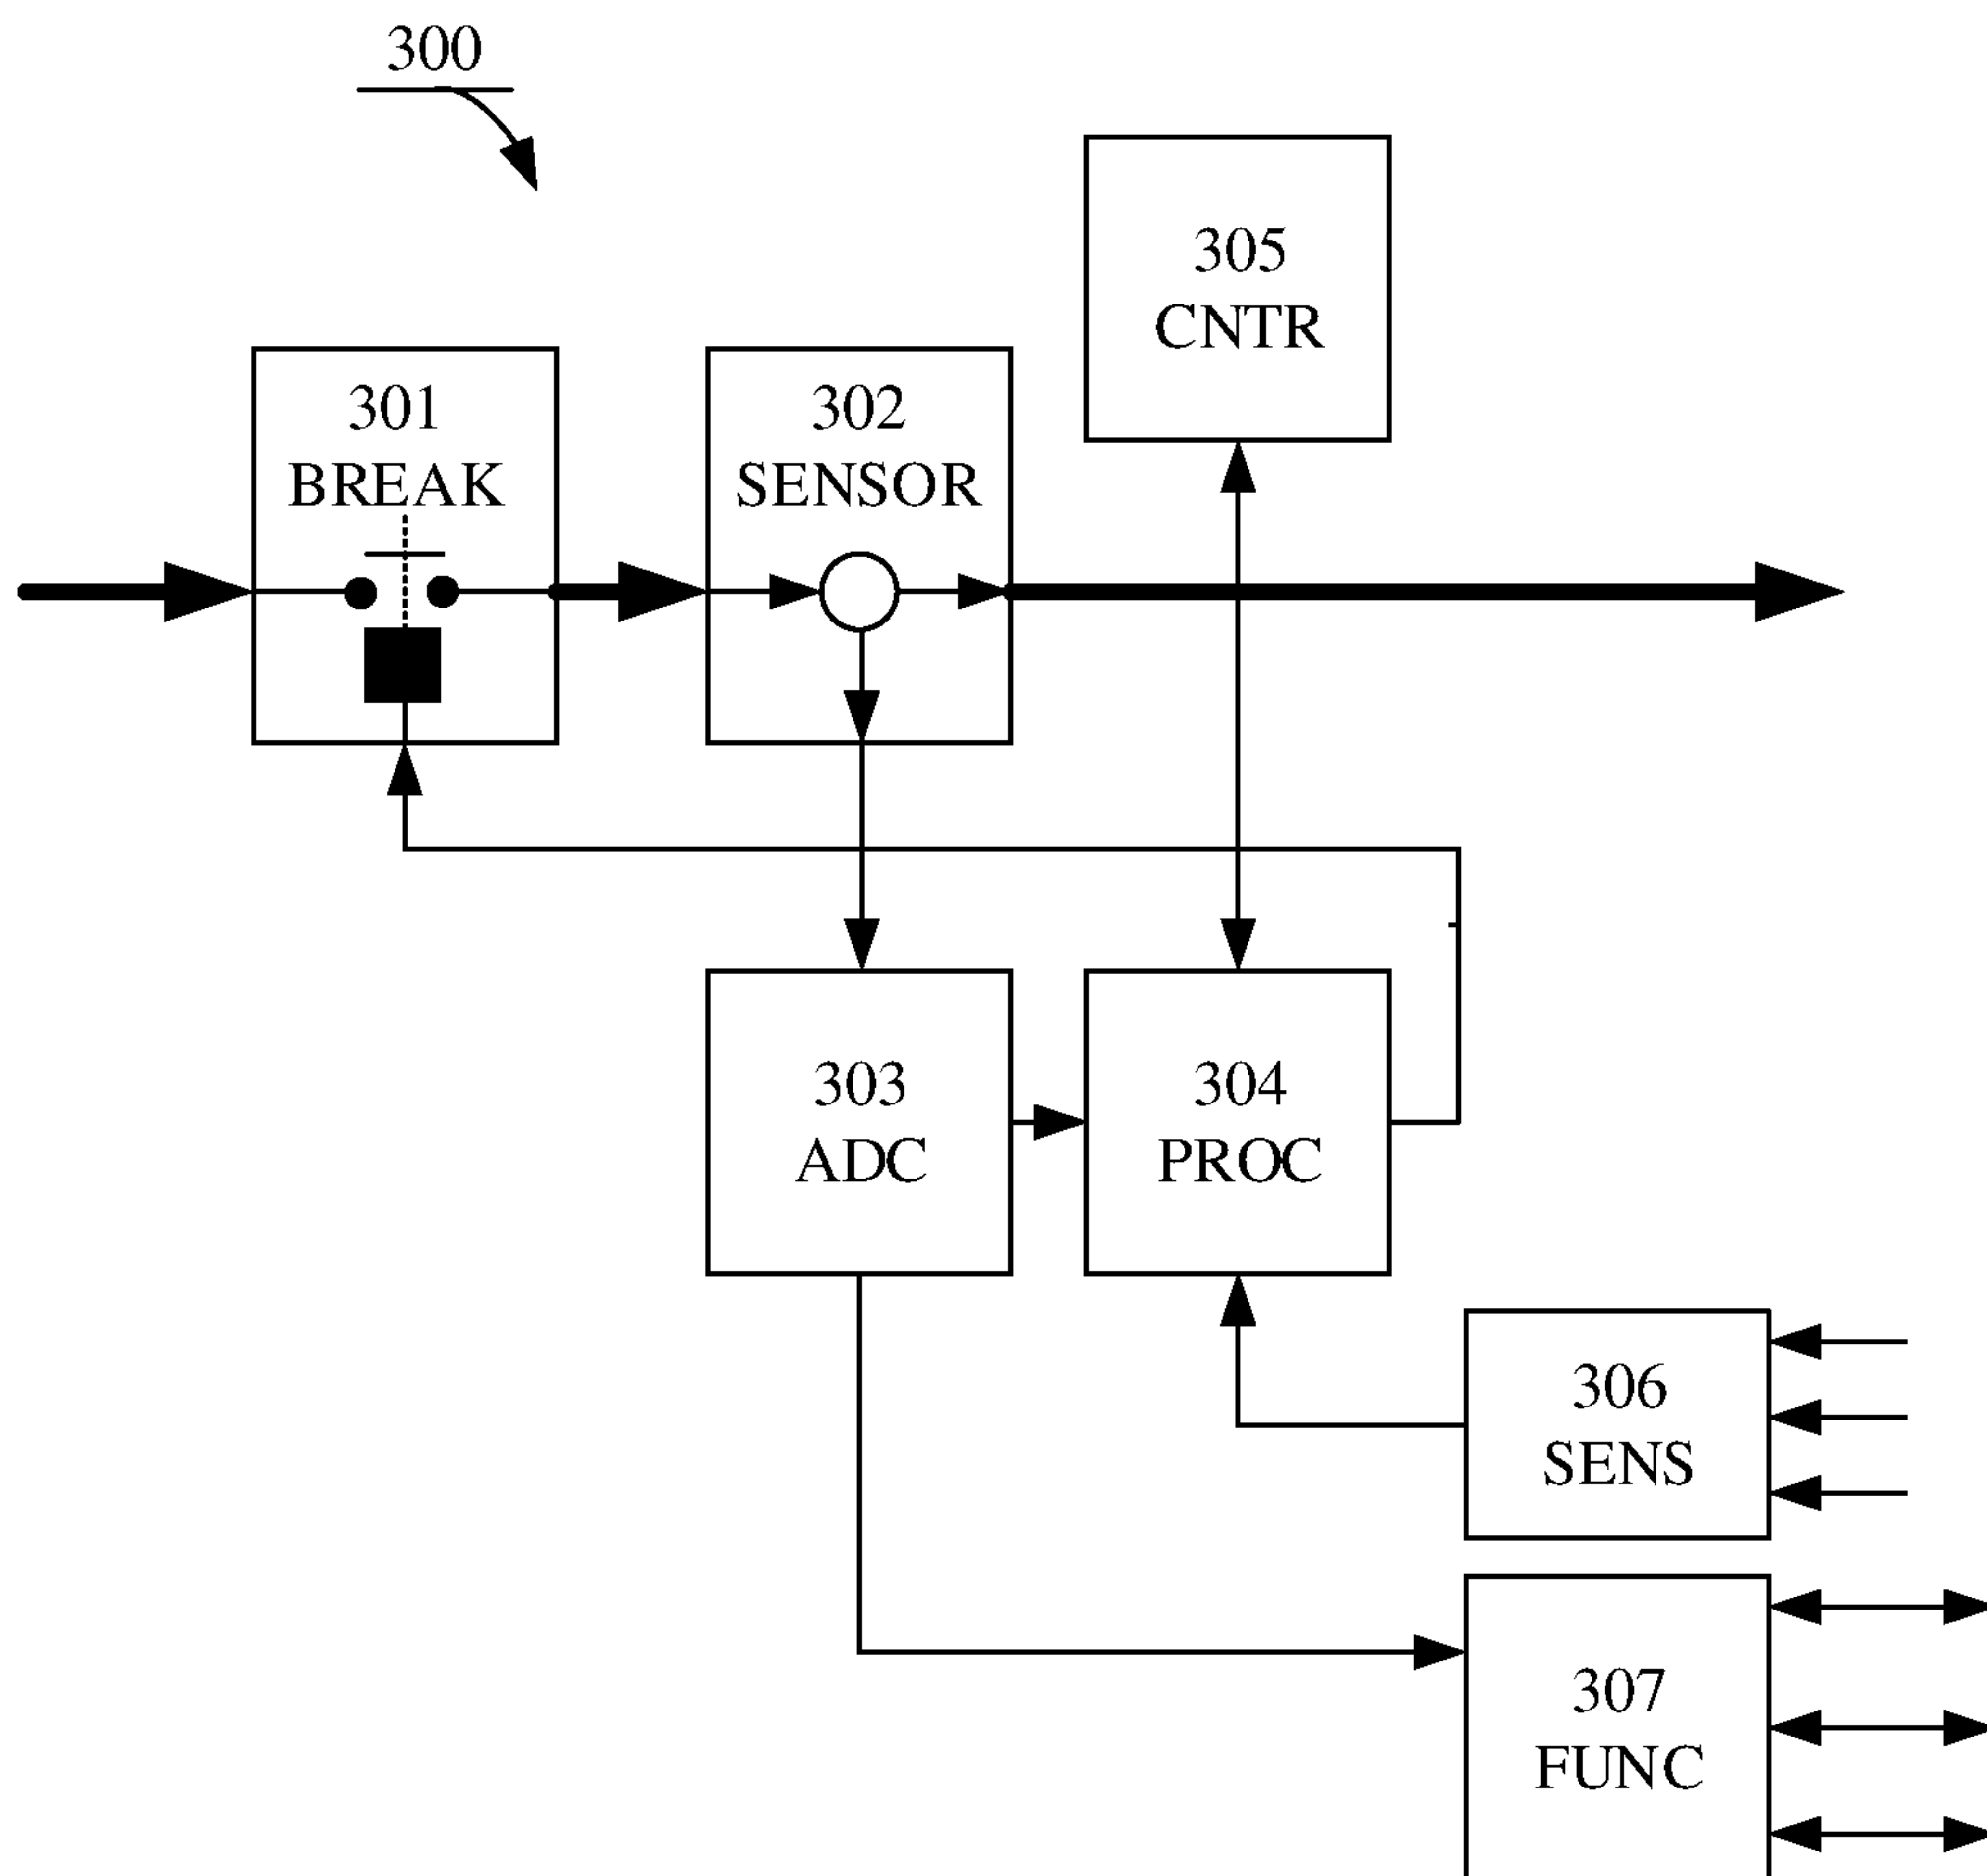 300
305
CNTR
301
BREAK
302
SENSOR
303
ADC
304
PROC
306
SENS
307
FUNC